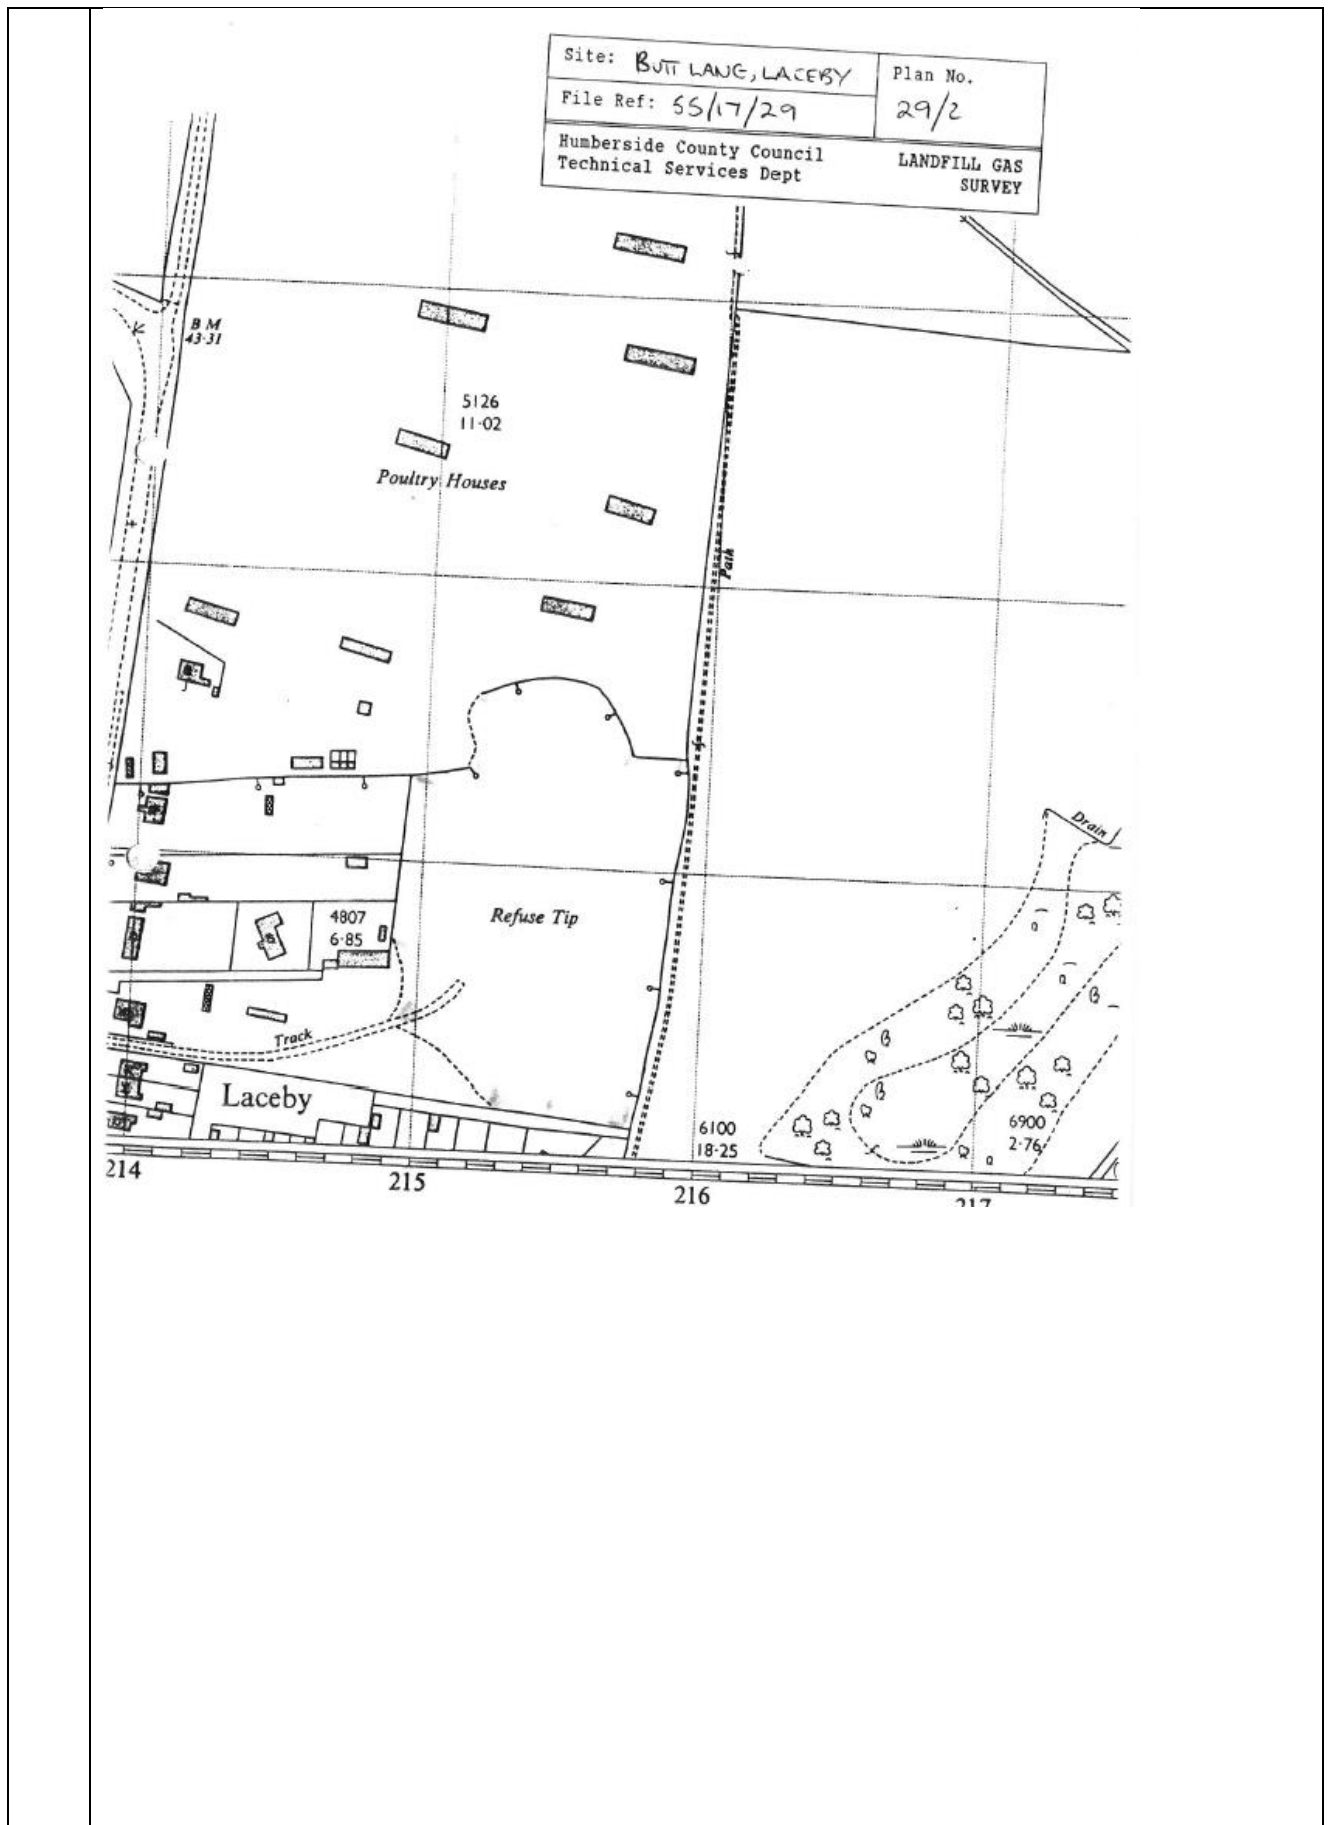 Site: BUTT LANE, LACEBY
Plan No.
File Ref: SS/17/29
29/2
Humberside County Council
Technical Services Dept
LANDFILL GAS
SURVEY
B M
43·31
5126
11·02
Poultry Houses
Path
Drain
Refuse Tip
4807
6·85
Track
Laceby
6100
18·25
6900
2·76
214
215
216
217